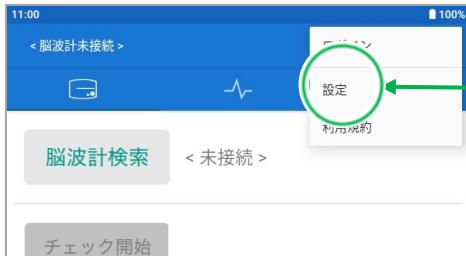 11:00 100%
<脳波計未接続>
設定
利用規約
脳波計検索 <未接続>
チェック開始